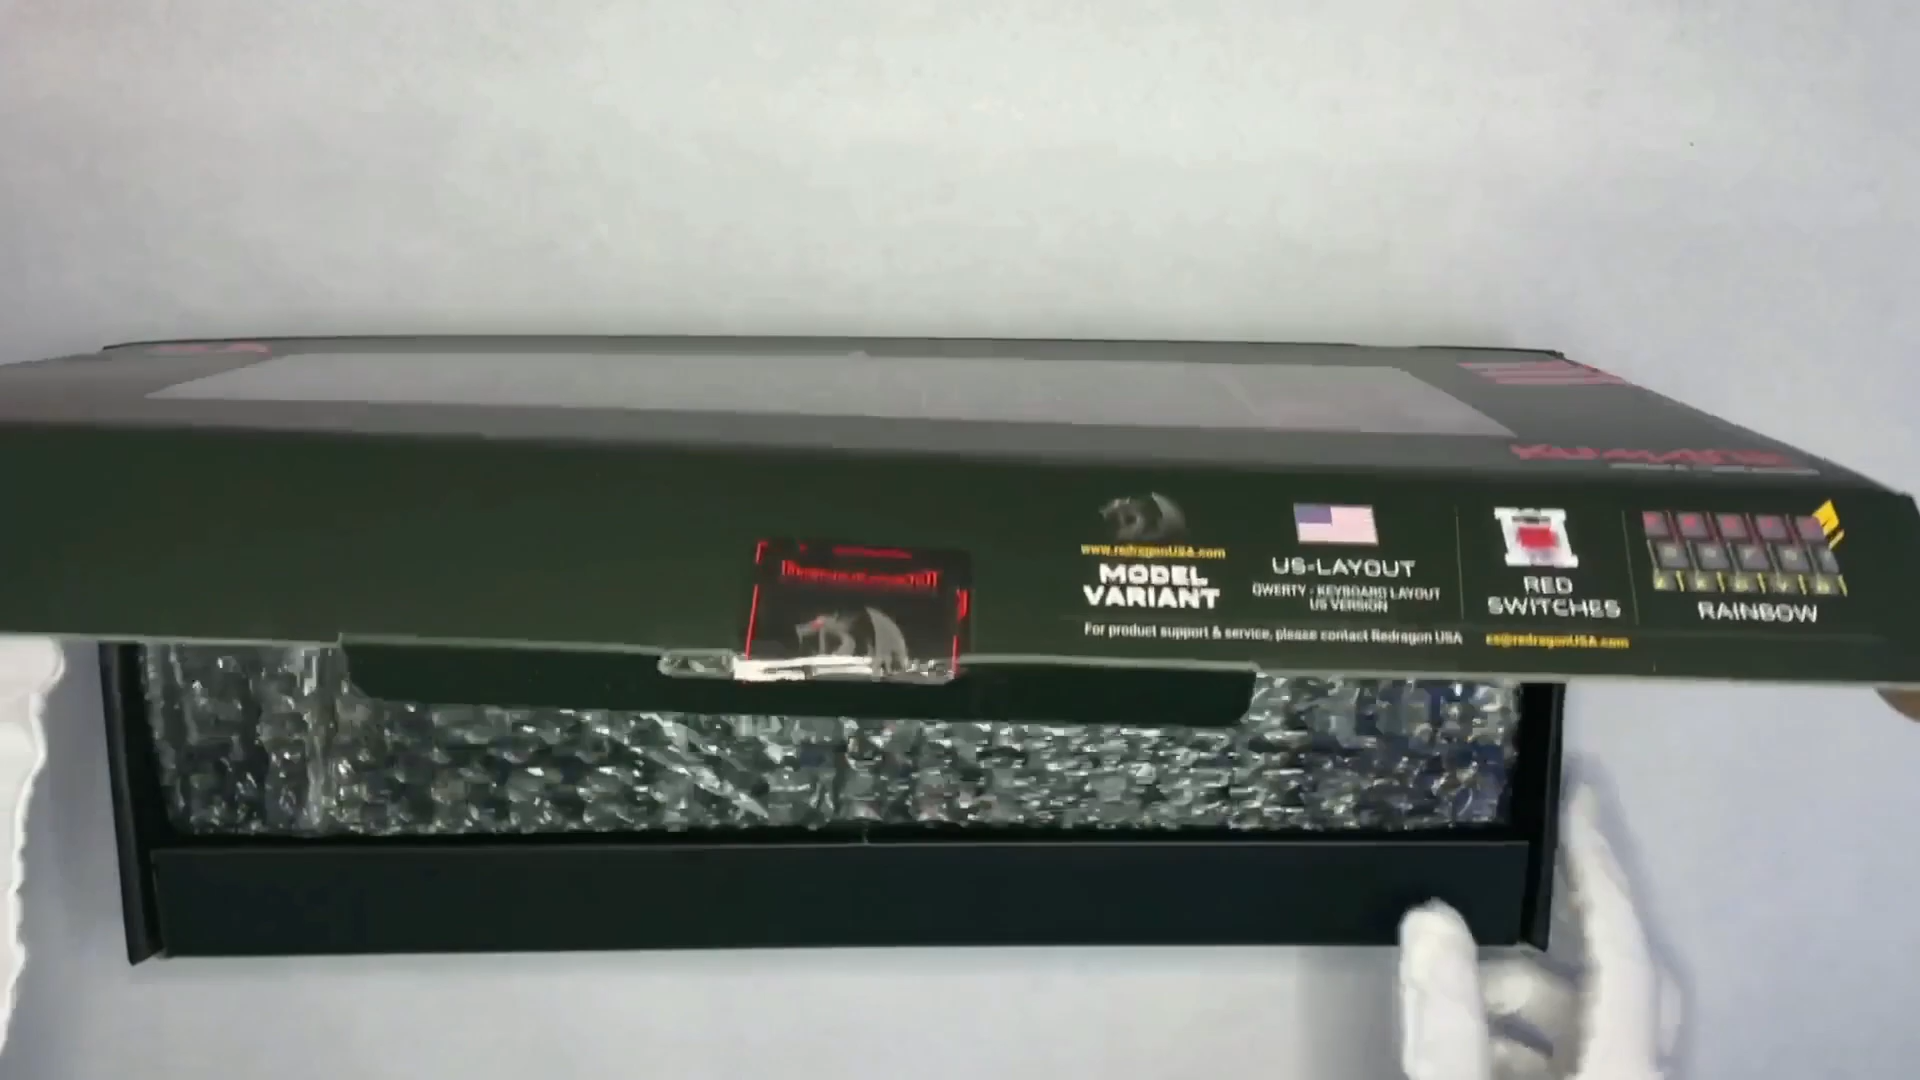 KUMARA
www.redragonUSA.com
MODEL
VARIANT
US-LAYOUT
QWERTY - KEYBOARD LAYOUT
US VERSION
RED
SWITCHES
RAINBOW
For product support & service, please contact Redragon USA
cs@redragonUSA.com